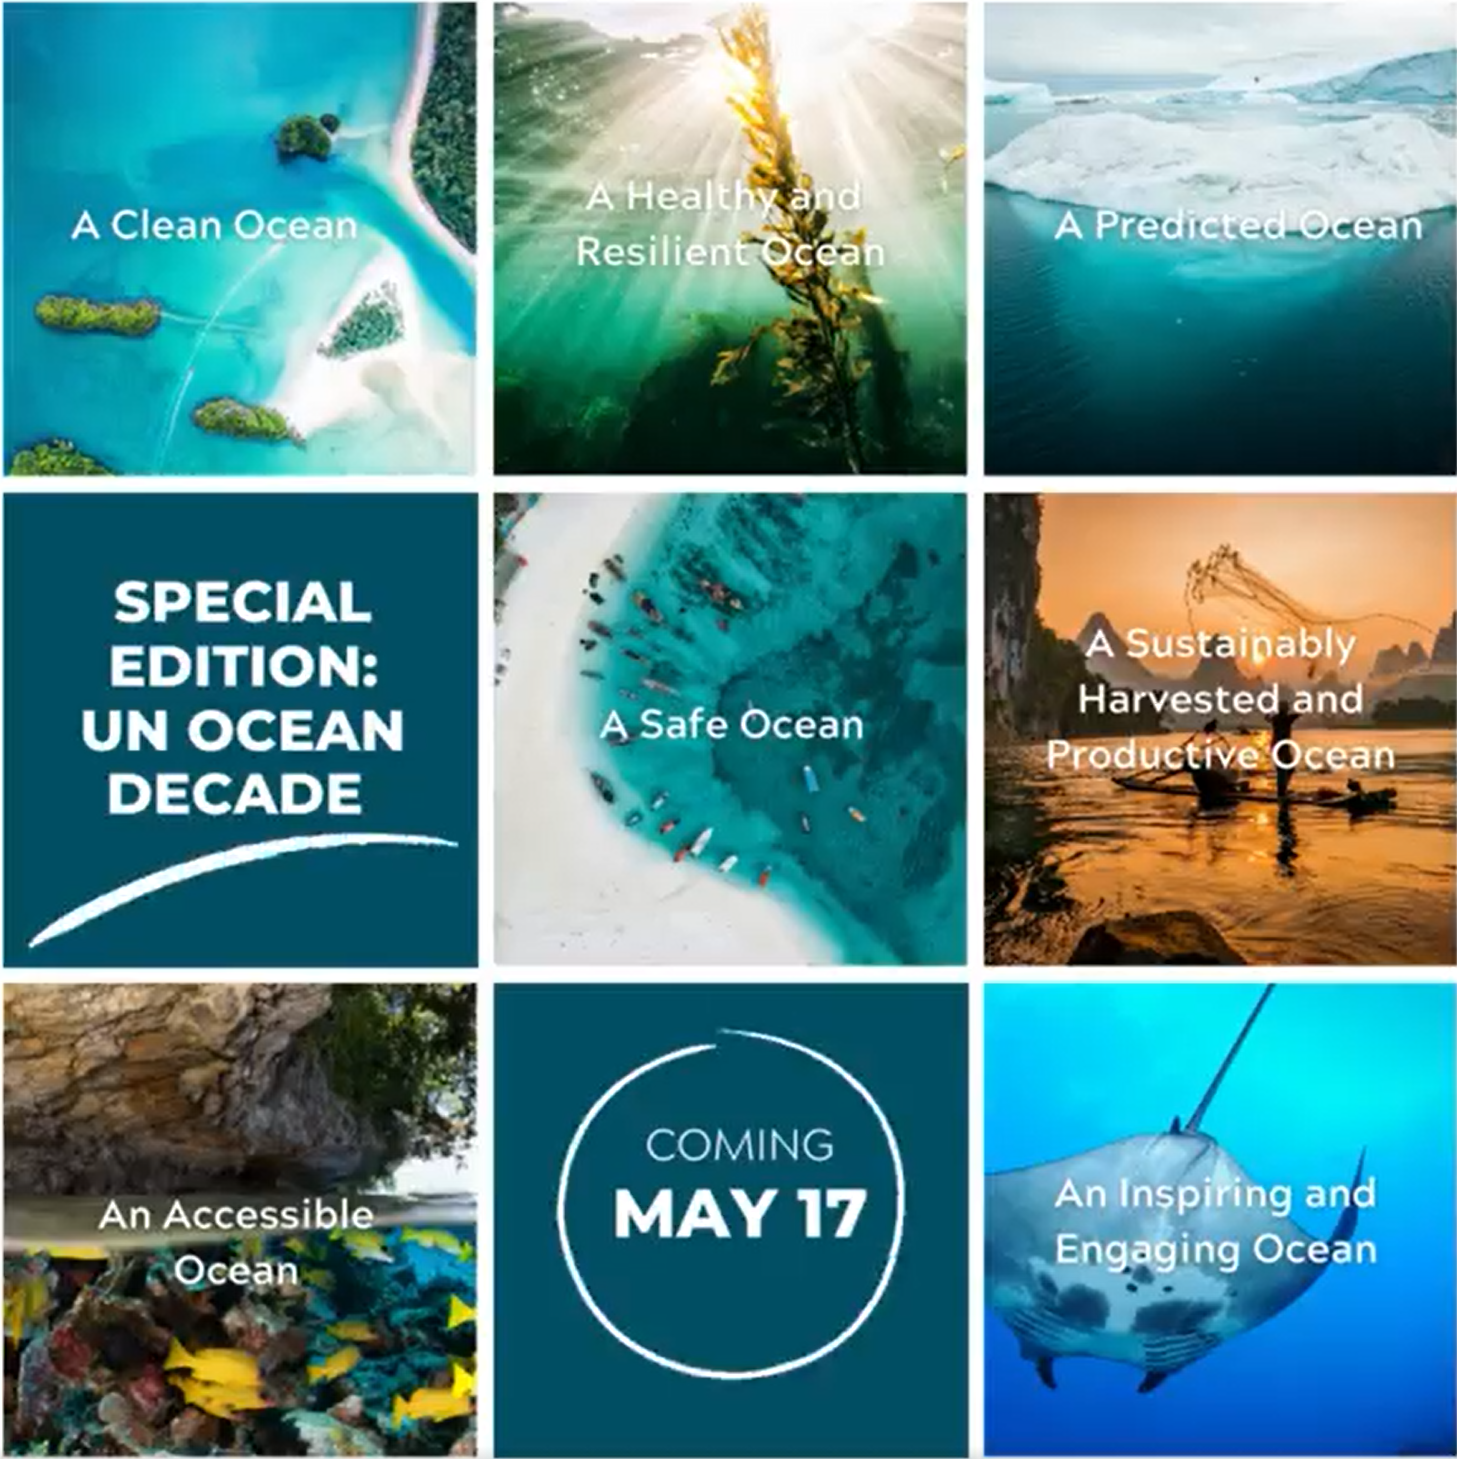 A Clean Ocean
A Healthy and
Resilient Ocean
A Predicted Ocean
SPECIAL
EDITION:
UN OCEAN
DECADE
A Safe Ocean
A Sustainably
Harvested and
Productive Ocean
An Accessible
Ocean
COMING
MAY 17
An Inspiring and
Engaging Ocean